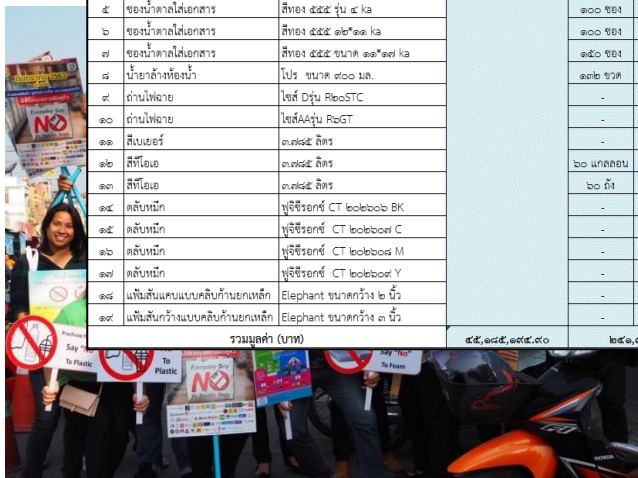 ๕ ซองน้ำตาลใส่เอกสาร สีทอง ๕๕๕ รุ่น ๔ ka ๑๐๐ ซอง
๖ ซองน้ำตาลใส่เอกสาร สีทอง ๕๕๕ ๑๒*๑๑ ka ๑๐๐ ซอง
๗ ซองน้ำตาลใส่เอกสาร สีทอง ๕๕๕ ขนาด ๑๑*๑๗ ka ๑๕๐ ซอง
๘ น้ำยาล้างห้องน้ำ โปร ขนาด ๙๐๐ มล. ๑๓๒ ขวด
๙ ถ่านไฟฉาย ไซส์ Dรุ่น R๒๐STC -
๑๐ ถ่านไฟฉาย ไซส์AAรุ่น R๖GT -
๑๑ สีเบเยอร์ ๓.๗๘๕ ลิตร -
๑๒ สีทีโอเอ ๓.๗๘๕ ลิตร ๖๐ แกลลอน
๑๓ สีทีโอเอ ๓.๗๘๕ ลิตร ๖๐ ถัง
๑๔ ตลับหมึก ฟูจิซีรอกซ์ CT ๒๐๒๖๐๖ BK -
๑๕ ตลับหมึก ฟูจิซีรอกซ์ CT ๒๐๒๖๐๗ C -
๑๖ ตลับหมึก ฟูจิซีรอกซ์ CT ๒๐๒๖๐๘ M -
๑๗ ตลับหมึก ฟูจิซีรอกซ์ CT ๒๐๒๖๐๙ Y -
๑๘ แฟ้มสันแคบแบบคลิบก้านยกเหล็ก Elephant ขนาดกว้าง ๒ นิ้ว -
๑๙ แฟ้มสันกว้างแบบคลิบก้านยกเหล็ก Elephant ขนาดกว้าง ๓ นิ้ว -
รวมมูลค่า (บาท) ๕๕,๑๘๕,๑๙๕.๙๐ ๒๕๑,
Everyday Say
NO
Say "No"
To Plastic
To
Plastic
Everyday Say
NO
Say "No"
To Foam